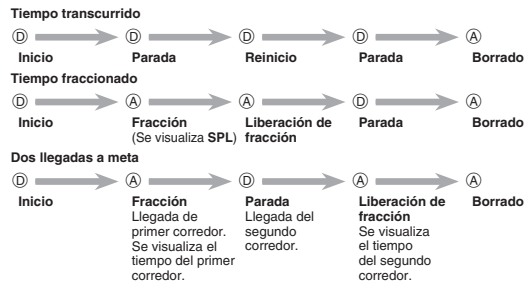 Tiempo transcurrido
Ⓓ Ⓓ Ⓓ Ⓓ Ⓐ
Inicio Parada Reinicio Parada Borrado
Tiempo fraccionado
Ⓓ Ⓐ Ⓐ Ⓓ Ⓐ
Inicio Fracción Liberación de Parada Borrado
(Se visualiza SPL) fracción
Dos llegadas a meta
Ⓓ Ⓐ Ⓓ Ⓐ Ⓐ
Inicio Fracción Parada Liberación de Borrado
Llegada de Llegada del fracción
primer corredor. segundo Se visualiza
Se visualiza el corredor. el tiempo
tiempo del primer del segundo
corredor. corredor.